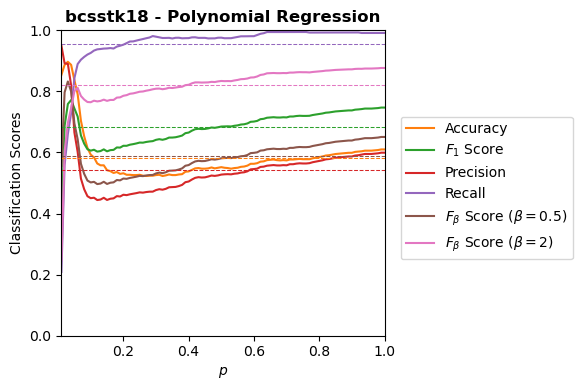 bcsstk18 - Polynomial Regression
Classification Scores
1.0
0.8
0.6
0.4
0.2
0.0
0.2
0.4
0.6
0.8
1.0
p
Accuracy
F₁ Score
Precision
Recall
Fᵦ Score (β = 0.5)
Fᵦ Score (β = 2)